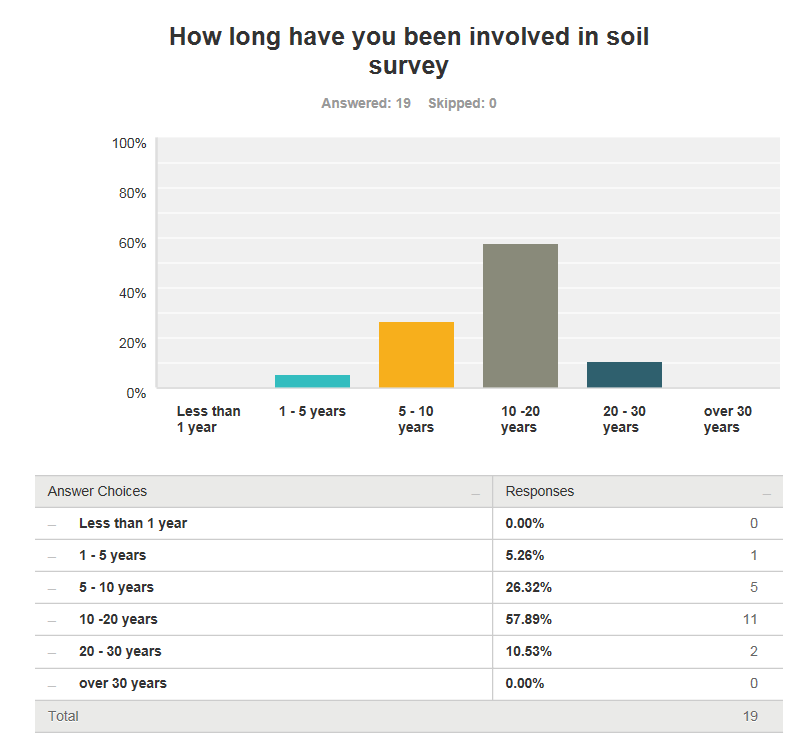 How long have you been involved in soil
survey
Answered: 19 Skipped: 0
100%
80%
60%
40%
20%
0%
Less than
1 year
1 - 5 years
5 - 10
years
10 -20
years
20 - 30
years
over 30
years
Answer Choices Responses
Less than 1 year 0.00% 0
1 - 5 years 5.26% 1
5 - 10 years 26.32% 5
10 -20 years 57.89% 11
20 - 30 years 10.53% 2
over 30 years 0.00% 0
Total 19